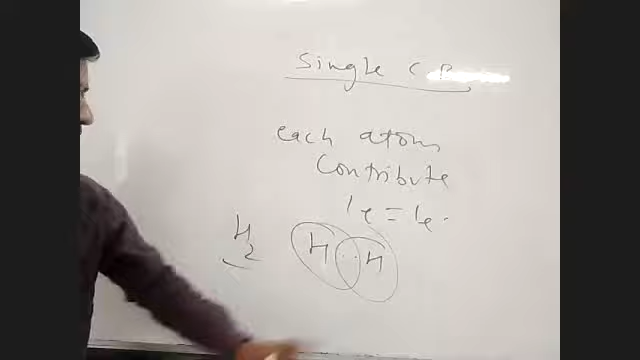 Single C B
each atom
Contribute
1e = 1e.
H2 H .. H